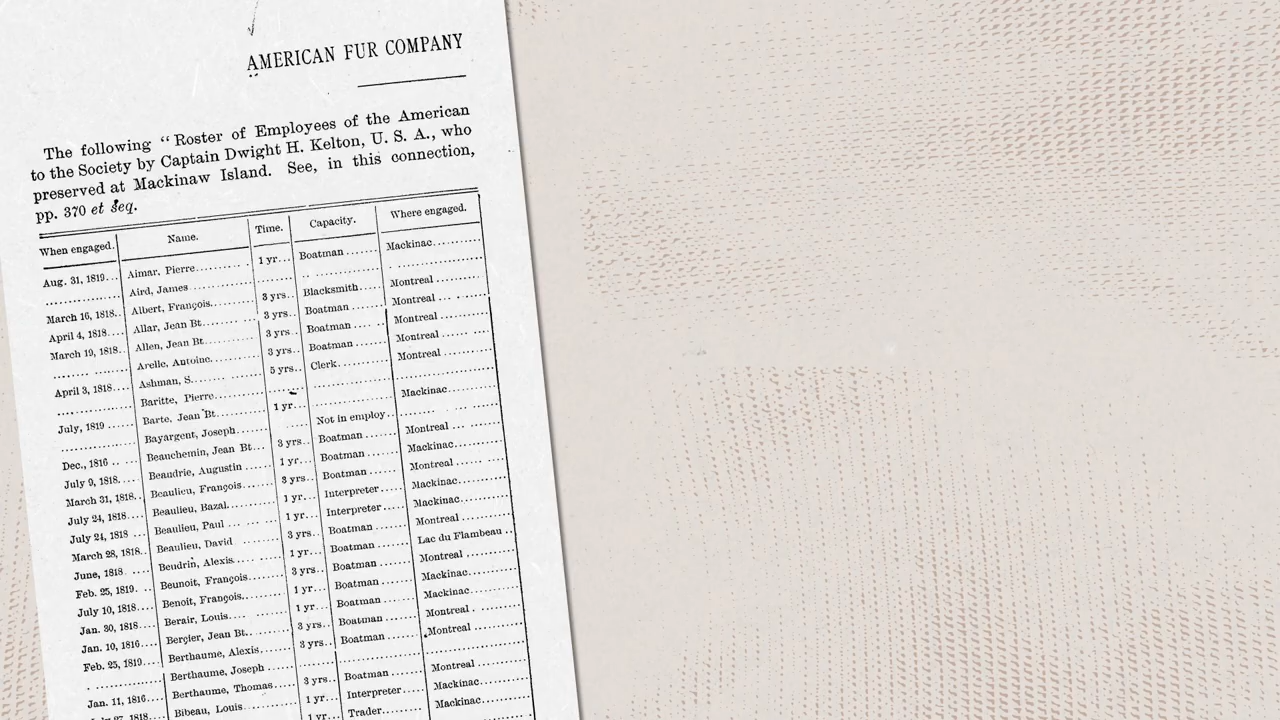 AMERICAN FUR COMPANY
The following "Roster of Employees of the American
to the Society by Captain Dwight H. Kelton, U. S. A., who
preserved at Mackinaw Island. See, in this connection,
pp. 370 et seq.
When engaged. Name. Time. Capacity. Where engaged.
Aug. 31, 1819... Aimar, Pierre.......... 1 yr... Boatman ....... Mackinac..........
Aird, James
March 16, 1818.. Albert, François....... 3 yrs.. Blacksmith..... Montreal ........
April 4, 1818.... Allar, Jean Bt...... 3 yrs.. Boatman ....... Montreal ........
March 19, 1818.. Allen, Jean Bt...... 3 yrs.. Boatman ....... Montreal ........
Arelle, Antoine........ 3 yrs.. Boatman ....... Montreal ........
April 3, 1818.... Ashman, S....... 5 yrs.. Clerk......... Montreal ........
Baritte, Pierre
July, 1819 ..... Barte, Jean Bt..... 1 yr... Mackinac.........
Bayargent, Joseph.... Not in employ..
Dec., 1816 .. .. Beauchemin, Jean Bt... 3 yrs.. Boatman ....... Montreal ........
July 9, 1818..... Beaudrie, Augustin ..... 1 yr... Boatman ....... Mackinac........
March 31, 1818.. Beaulieu, François..... 3 yrs.. Boatman ....... Montreal ........
July 24, 1818.... Beaulieu, Bazal........ 1 yr... Interpreter..... Mackinac........
July 24, 1818 ... Beaulieu, Paul ........ 1 yr... Interpreter..... Mackinac........
March 28, 1818.. Beaulieu, David ....... 3 yrs.. Boatman ....... Montreal ........
June, 1818 ..... Beudrin, Alexis........ 1 yr... Boatman ....... Lac du Flambeau ..
Feb. 25, 1819. .. Beunoit, François..... 3 yrs.. Boatman ....... Montreal ........
July 10, 1818.... Benoit, François...... 1 yr... Boatman ....... Mackinac.........
Jan. 30, 1818.... Berair, Louis.... 1 yr... Boatman ....... Mackinac.........
Jan. 10, 1816.... Bergier, Jean Bt..... 3 yrs.. Boatman ....... Montreal ........
Feb. 25, 1819.... Berthaume, Alexis.... 3 yrs... Boatman ....... Montreal ........
Berthaume, Joseph
Jan. 11, 1816.... Berthaume, Thomas.... 3 yrs.. Boatman ....... Montreal ........
July 27, 1818 Bibeau, Louis...... 1 yr... Interpreter..... Mackinac........
1 yr... Trader...... Mackinac........